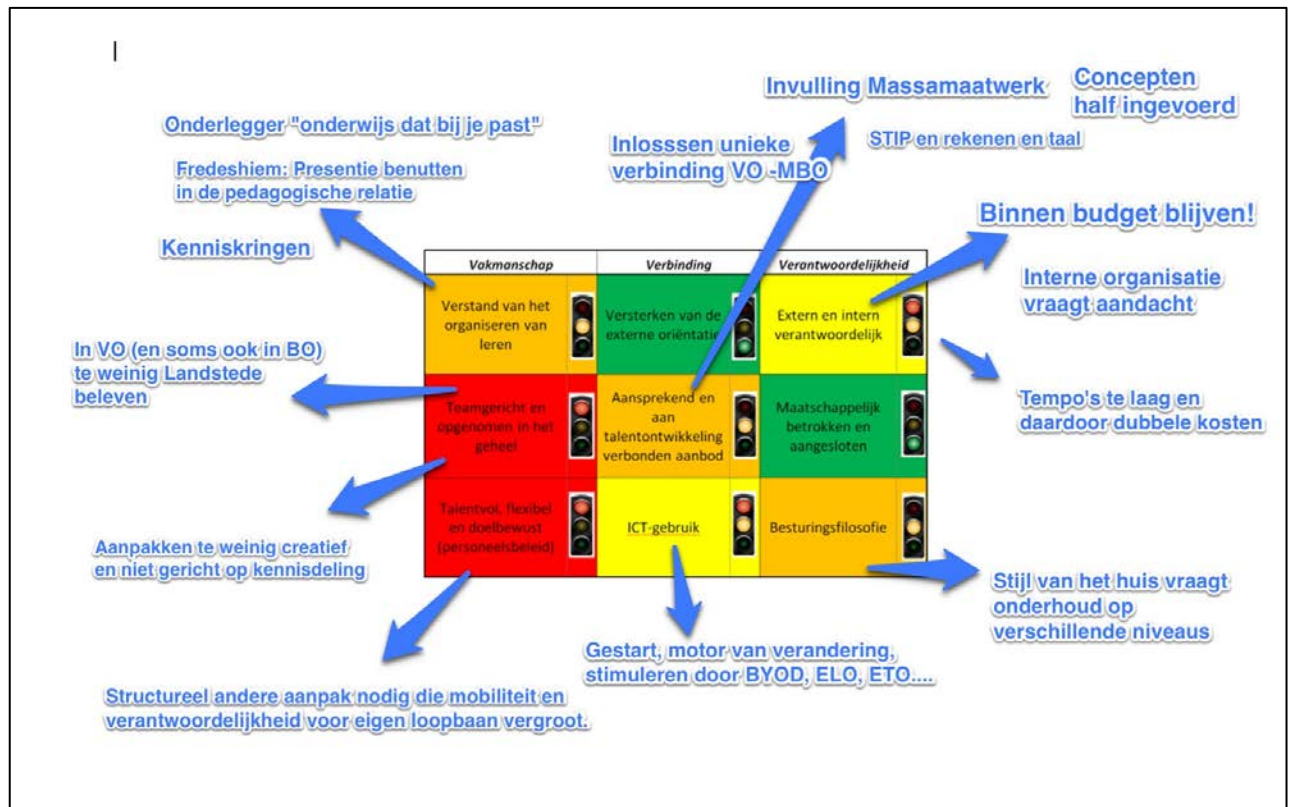 Invulling Massamaatwerk
Concepten
half ingevoerd
Onderlegger "onderwijs dat bij je past"
Inlosssen unieke
verbinding VO -MBO
STIP en rekenen en taal
Fredeshiem: Presentie benutten
in de pedagogische relatie
Binnen budget blijven!
Kenniskringen
Interne organisatie
vraagt aandacht
Vakmanschap
Verbinding
Verantwoordelijkheid
Verstand van het
organiseren van
leren
Versterken van de
externe oriëntatie
Extern en intern
verantwoordelijk
In VO (en soms ook in BO)
te weinig Landstede
beleven
Teamgericht en
opgenomen in het
geheel
Aansprekend en
aan
talentontwikkeling
verbonden aanbod
Maatschappelijk
betrokken en
aangesloten
Tempo's te laag en
daardoor dubbele kosten
Talentvol, flexibel
en doelbewust
(personeelsbeleid)
ICT-gebruik
Besturingsfilosofie
Aanpakken te weinig creatief
en niet gericht op kennisdeling
Stijl van het huis vraagt
onderhoud op
verschillende niveaus
Gestart, motor van verandering,
stimuleren door BYOD, ELO, ETO....
Structureel andere aanpak nodig die mobiliteit en
verantwoordelijkheid voor eigen loopbaan vergroot.